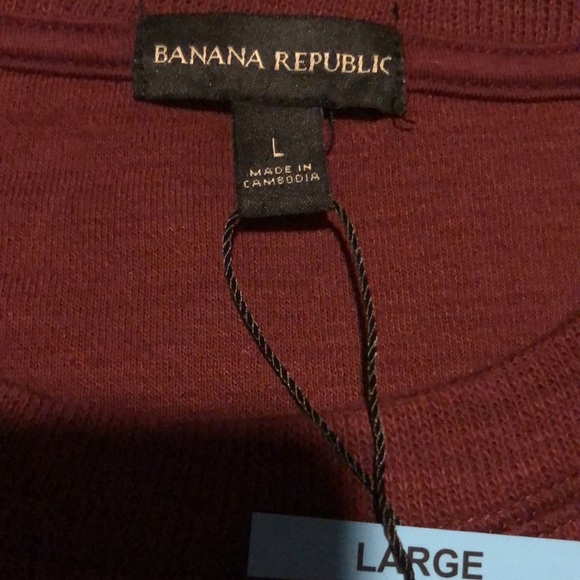 BANANA REPUBLIC
L
MADE IN
CAMBODIA
LARGE